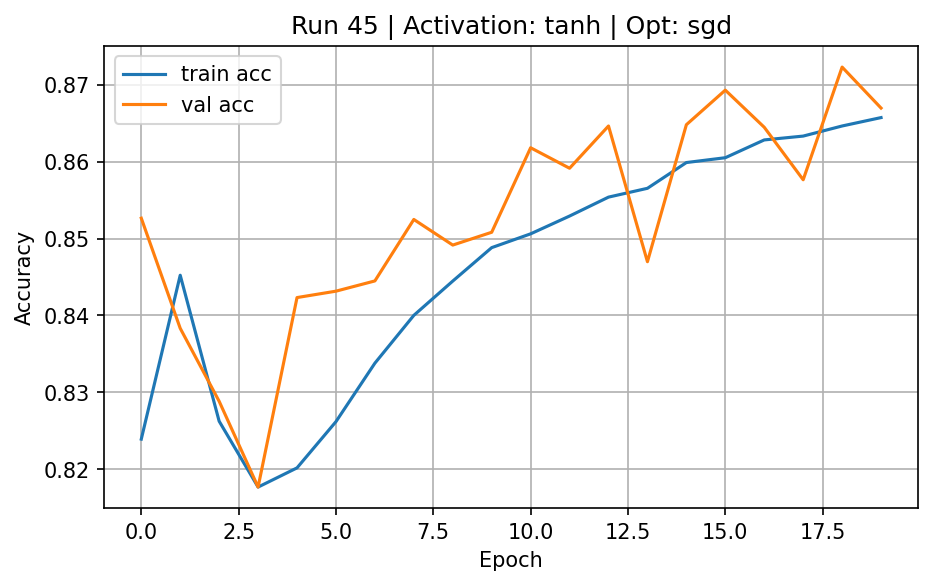 Run 45 | Activation: tanh | Opt: sgd
train acc
val acc
0.87
0.86
0.85
0.84
0.83
0.82
Accuracy
0.0 2.5 5.0 7.5 10.0 12.5 15.0 17.5
Epoch